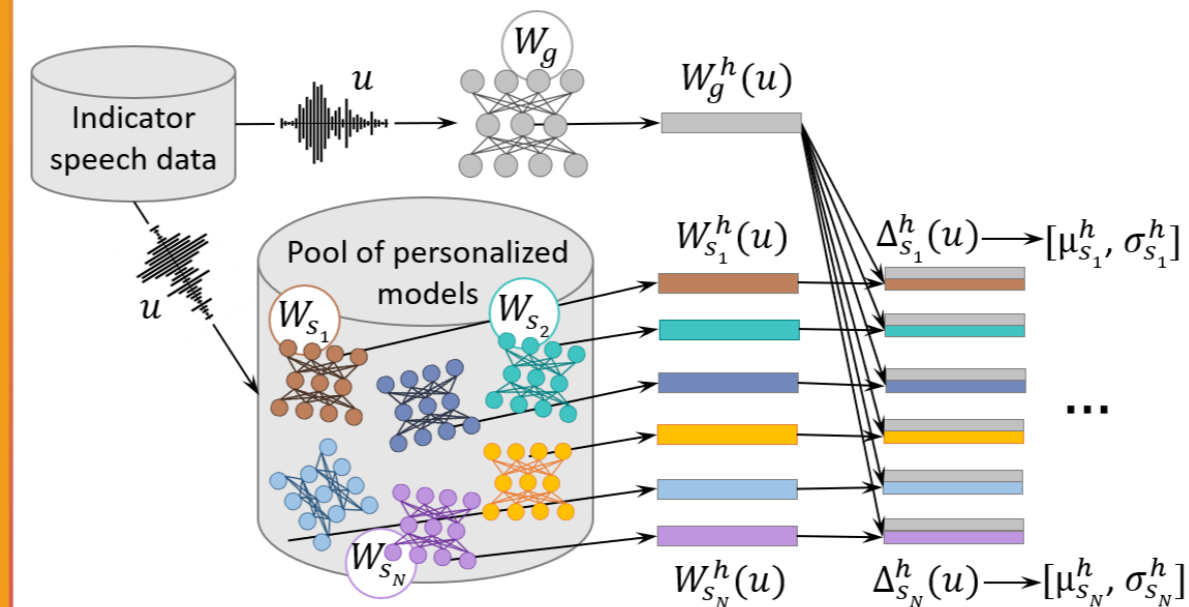 W_g
u
W_g^h(u)
Indicator
speech data
Pool of personalized
models
W_{s_1}^h(u)
Δ_{s_1}^h(u)
[μ_{s_1}^h, σ_{s_1}^h]
u
W_{s_1}
W_{s_2}
...
W_{s_N}
W_{s_N}^h(u)
Δ_{s_N}^h(u)
[μ_{s_N}^h, σ_{s_N}^h]